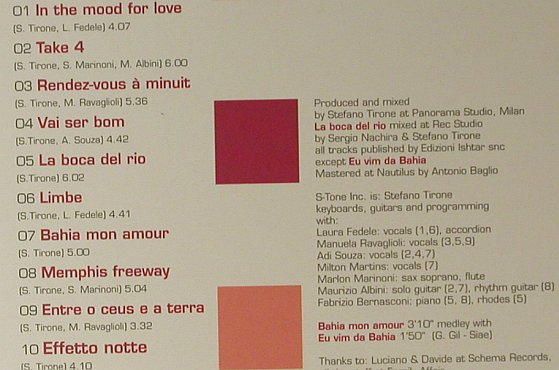 01 In the mood for love
(S. Tirone, L. Fedele) 4.07
02 Take 4
(S. Tirone, S. Marinoni, M. Albini) 6.00
03 Rendez-vous à minuit
(S. Tirone, M. Ravaglioli) 5.36
04 Vai ser bom
(S.Tirone, A. Souza) 4.42
05 La boca del rio
(S.Tirone) 6.02
06 Limbe
(S.Tirone, L. Fedele) 4.41
07 Bahia mon amour
(S. Tirone) 5.00
08 Memphis freeway
(S. Tirone, S. Marinoni) 5.04
09 Entre o ceus e a terra
(S. Tirone, M. Ravaglioli) 3.32
10 Effetto notte
(S. Tirone) 4.10
Produced and mixed
by Stefano Tirone at Panorama Studio, Milan
La boca del rio mixed at Rec Studio
by Sergio Nachira & Stefano Tirone
all tracks published by Edizioni Ishtar snc
except Eu vim da Bahia
Mastered at Nautilus by Antonio Baglio
S-Tone Inc. is: Stefano Tirone
keyboards, guitars and programming
with:
Laura Fedele: vocals (1,6), accordion
Manuela Ravaglioli: vocals (3,5,9)
Adi Souza: vocals (2,4,7)
Milton Martins: vocals (7)
Marlon Marinoni: sax soprano, flute
Maurizio Albini: solo guitar (2,7), rhythm guitar (8)
Fabrizio Bernasconi: piano (5, 8), rhodes (5)
Bahia mon amour 3'10" medley with
Eu vim da Bahia 1'50" (G. Gil - Siae)
Thanks to: Luciano & Davide at Schema Records,